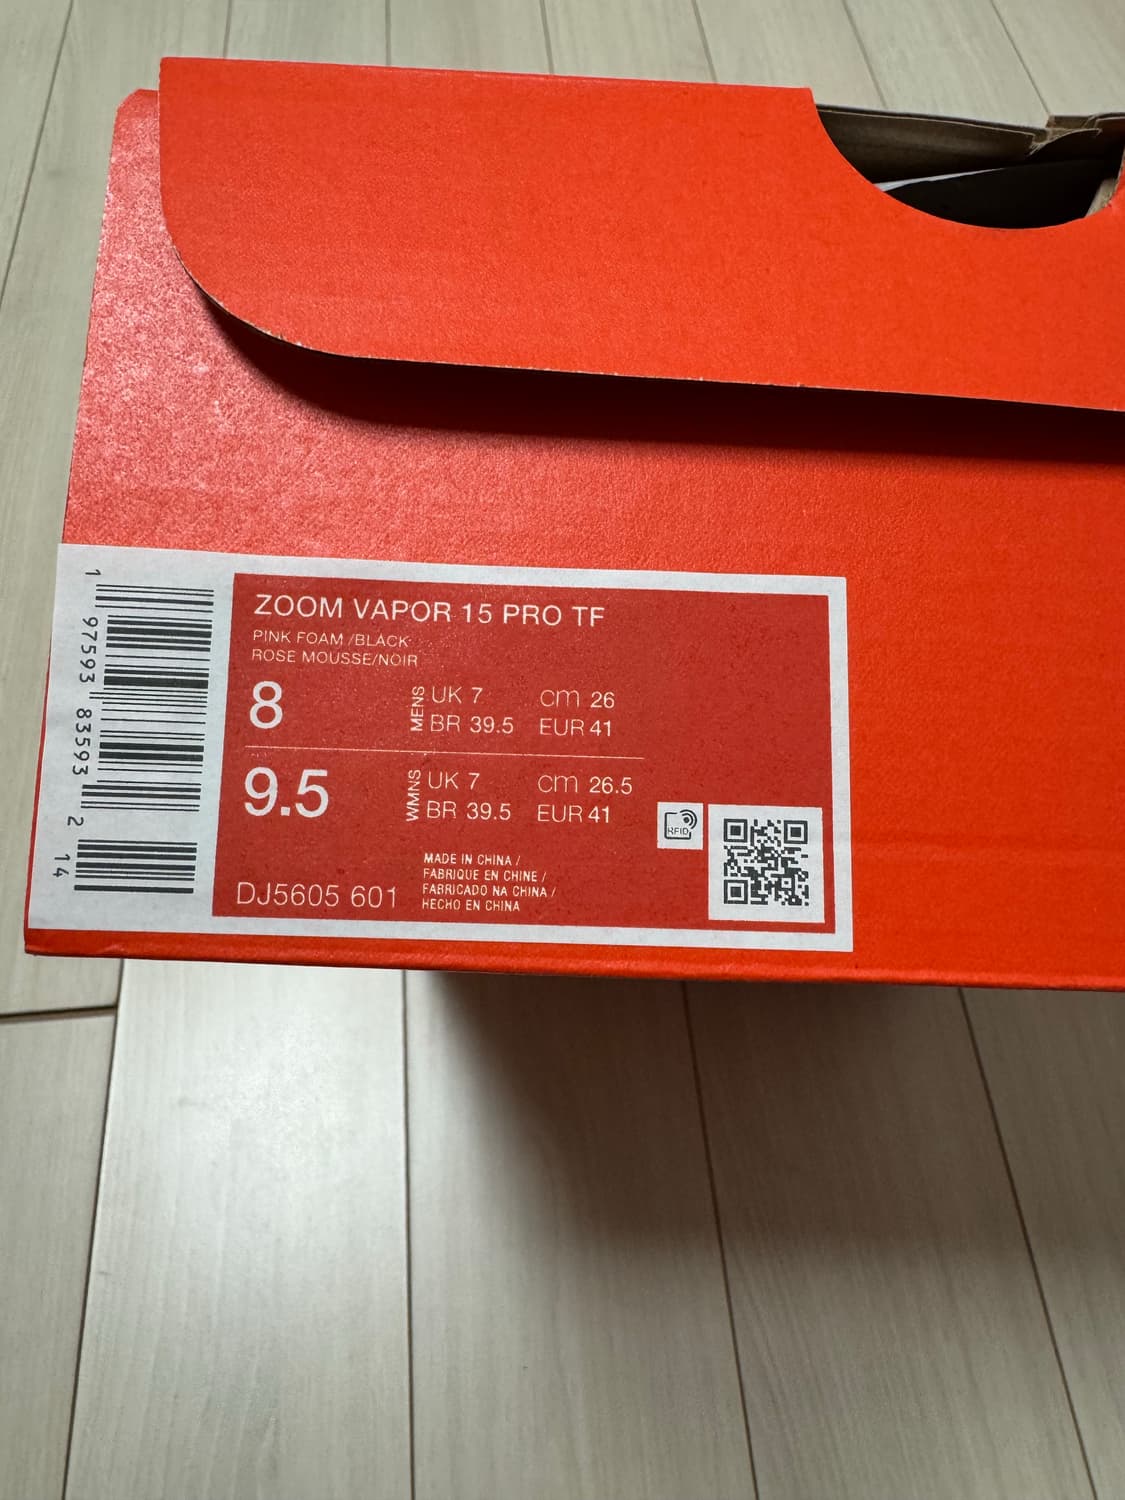 ZOOM VAPOR 15 PRO TF
PINK FOAM /BLACK
ROSE MOUSSE/NOIR
8
MENS
UK 7
cm 26
BR 39.5
EUR 41
9.5
WMNS
UK 7
cm 26.5
BR 39.5
EUR 41
RFID
MADE IN CHINA /
FABRIQUE EN CHINE /
FABRICADO NA CHINA /
HECHO EN CHINA
DJ5605 601
1 97593 83593 2 14